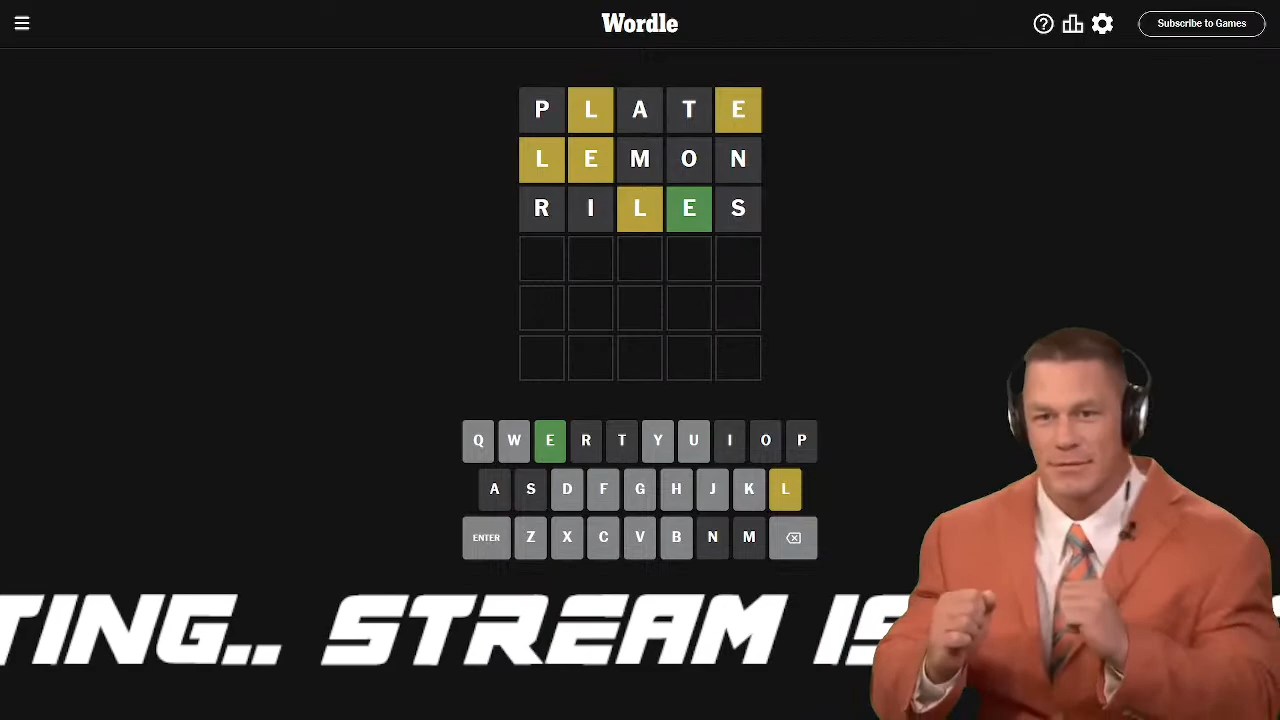 Wordle
Subscribe to Games
P L A T E
L E M O N
R I L E S
Q W E R T Y U I O P
A S D F G H J K L
ENTER Z X C V B N M
TING.. STREAM IS